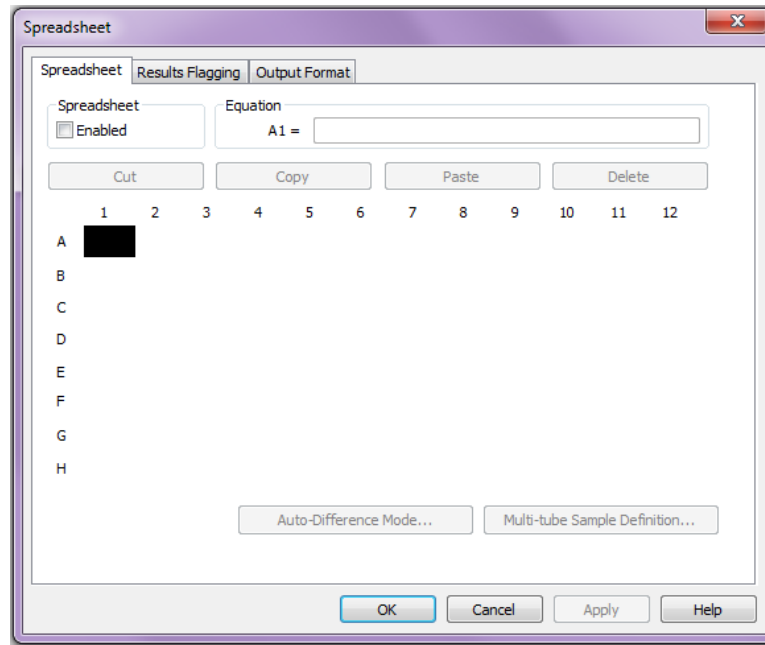 Spreadsheet
Spreadsheet Results Flagging Output Format
Spreadsheet Equation
Enabled A1 =
Cut Copy Paste Delete
1 2 3 4 5 6 7 8 9 10 11 12
A
B
C
D
E
F
G
H
Auto-Difference Mode... Multi-tube Sample Definition...
OK Cancel Apply Help